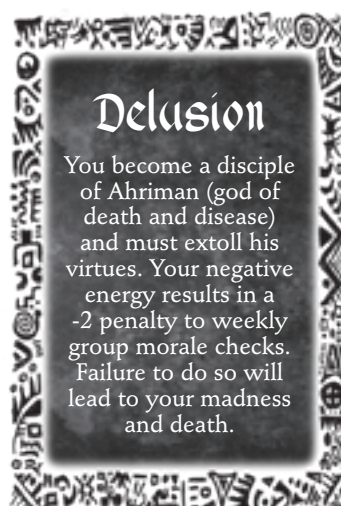 Delusion
You become a disciple
of Ahriman (god of
death and disease)
and must extoll his
virtues. Your negative
energy results in a
-2 penalty to weekly
group morale checks.
Failure to do so will
lead to your madness
and death.